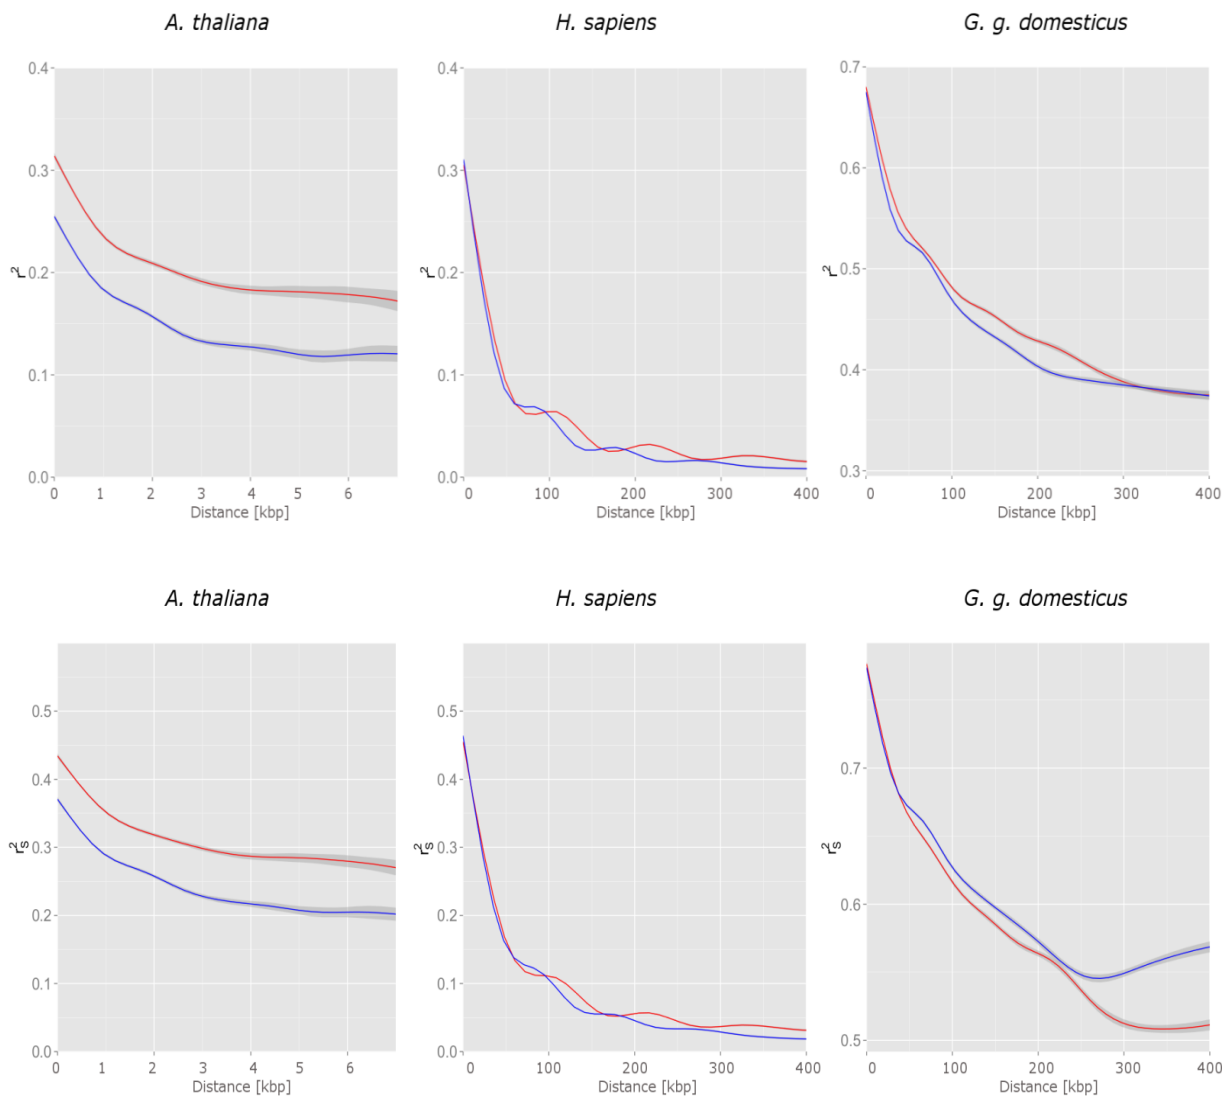 A. thaliana
H. sapiens
G. g. domesticus
0.4
0.3
0.2
0.1
0.0
r²
0 1 2 3 4 5 6
Distance [kbp]
0.4
0.3
0.2
0.1
0.0
r²
0 100 200 300 400
Distance [kbp]
0.7
0.6
0.5
0.4
0.3
r²
0 100 200 300 400
Distance [kbp]
A. thaliana
H. sapiens
G. g. domesticus
0.5
0.4
0.3
0.2
0.1
0.0
r²S
0 1 2 3 4 5 6
Distance [kbp]
0.5
0.4
0.3
0.2
0.1
0.0
r²S
0 100 200 300 400
Distance [kbp]
0.7
0.6
0.5
r²S
0 100 200 300 400
Distance [kbp]